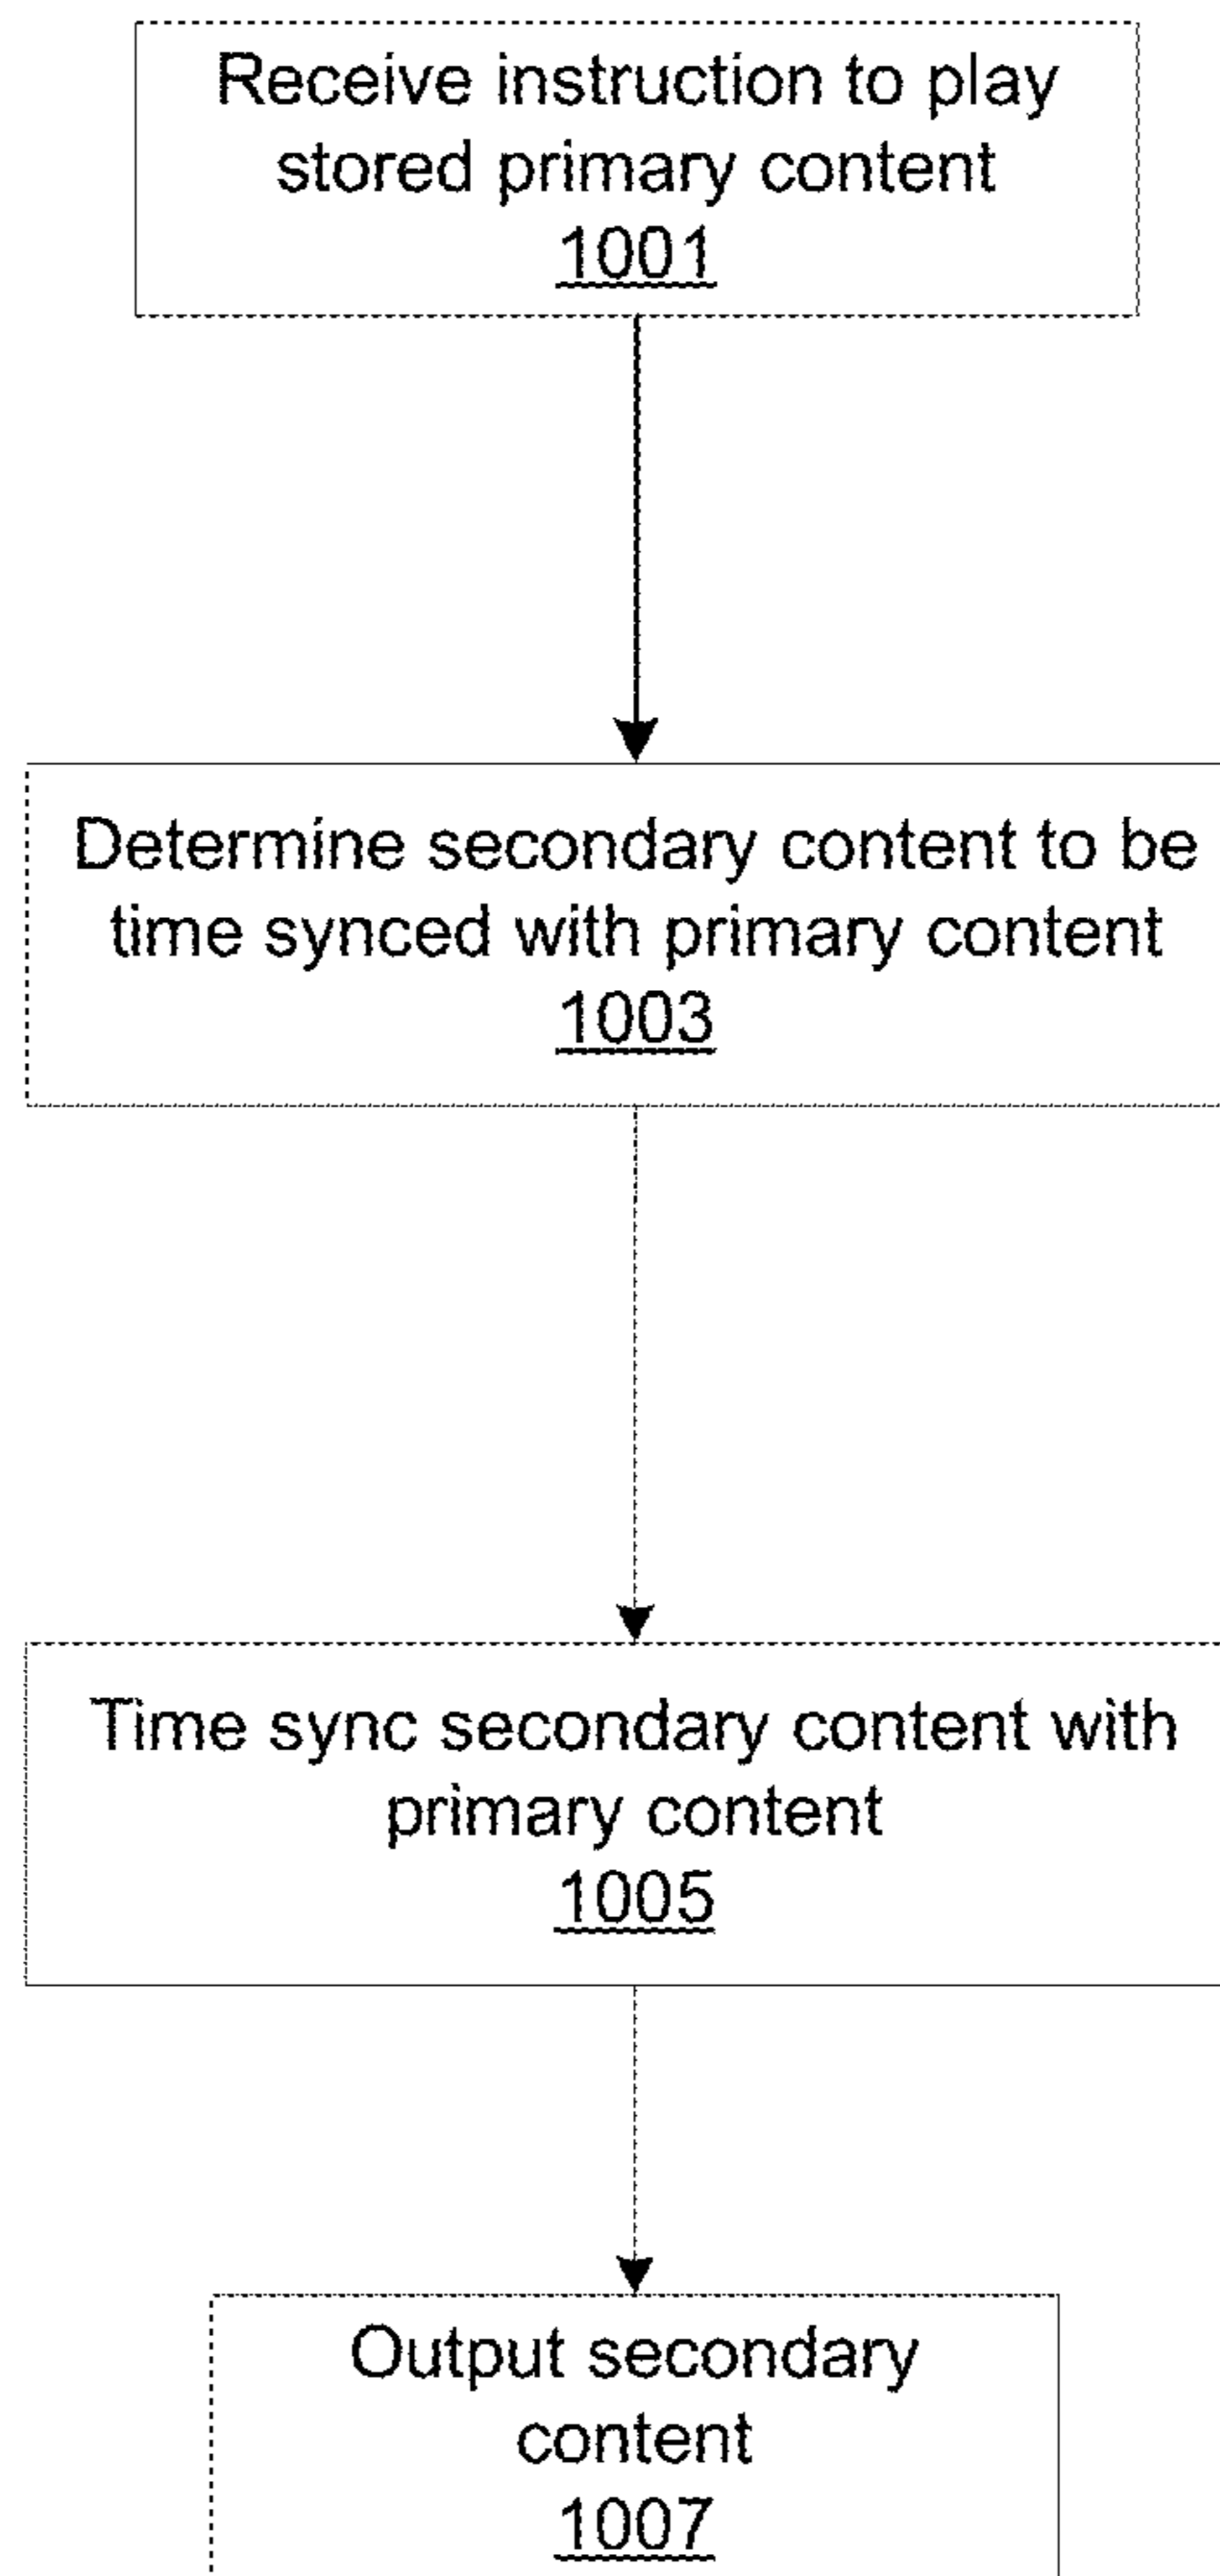 Receive instruction to play
stored primary content
1001
Determine secondary content to be
time synced with primary content
1003
Time sync secondary content with
primary content
1005
Output secondary
content
1007